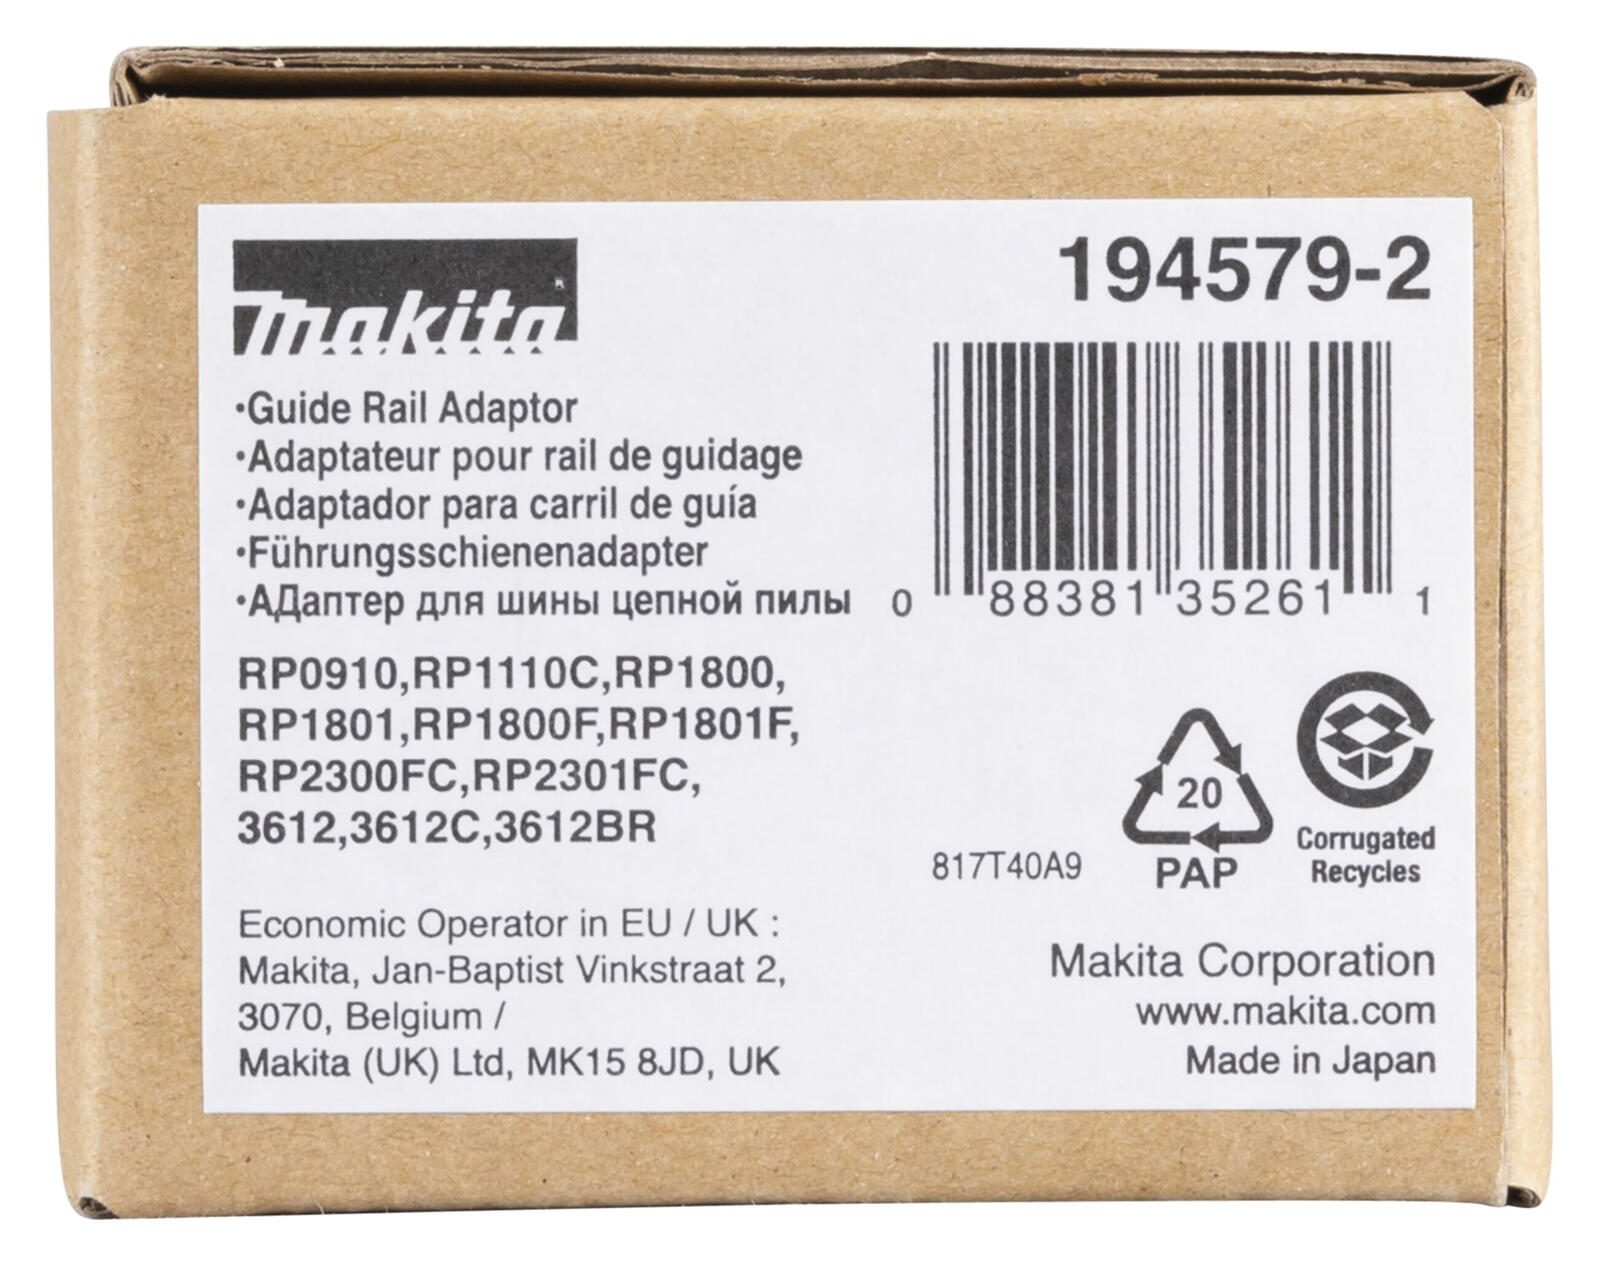 makita
194579-2
•Guide Rail Adaptor
•Adaptateur pour rail de guidage
•Adaptador para carril de guía
•Führungsschienenadapter
•АДаптер для шины цепной пилы
0 88381 35261 1
RP0910,RP1110C,RP1800,
RP1801,RP1800F,RP1801F,
RP2300FC,RP2301FC,
3612,3612C,3612BR
817T40A9
20
PAP
Corrugated
Recycles
Economic Operator in EU / UK :
Makita, Jan-Baptist Vinkstraat 2,
3070, Belgium /
Makita (UK) Ltd, MK15 8JD, UK
Makita Corporation
www.makita.com
Made in Japan